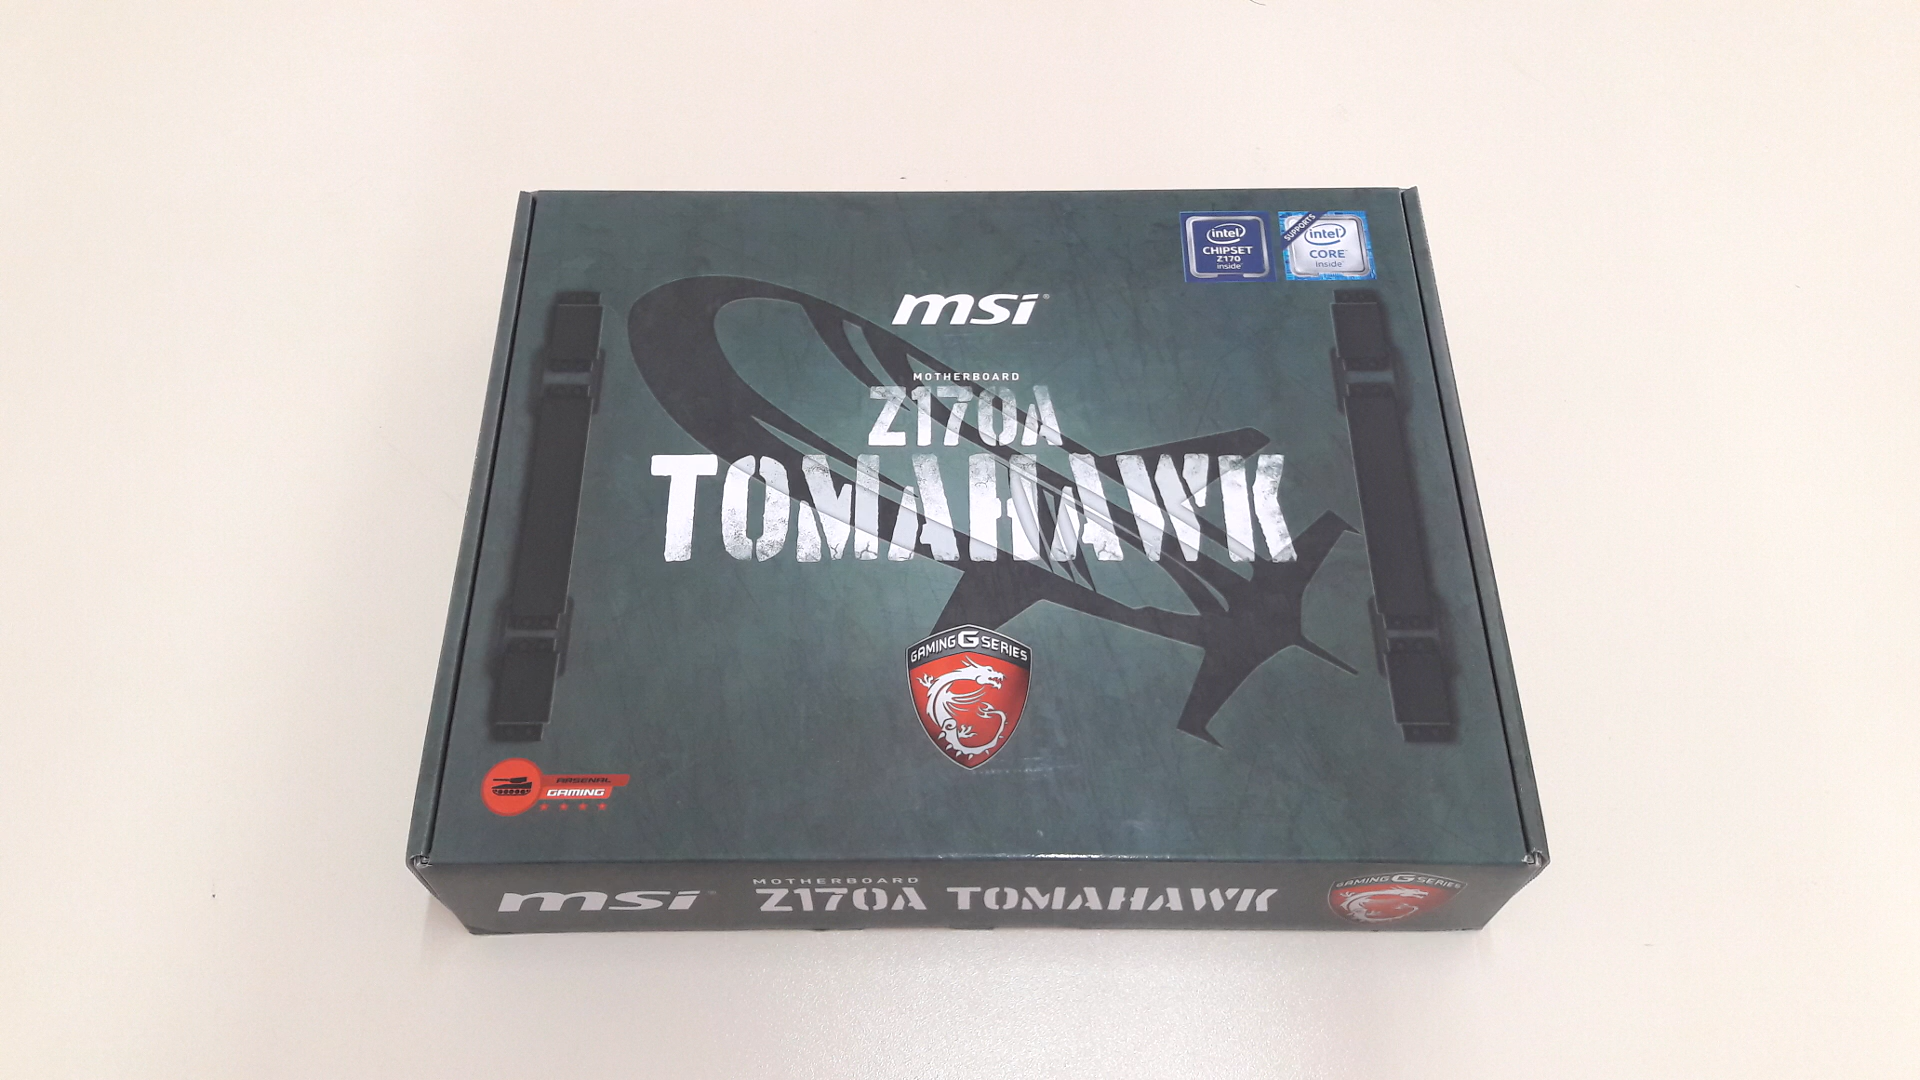 intel
CHIPSET
Z170
inside
SUPPORTS
intel
CORE
inside
msi
MOTHERBOARD
Z170A
TOMAHAWK
GAMING G SERIES
ARSENAL
GAMING
msi
MOTHERBOARD
Z170A TOMAHAWK
GAMING G SERIES